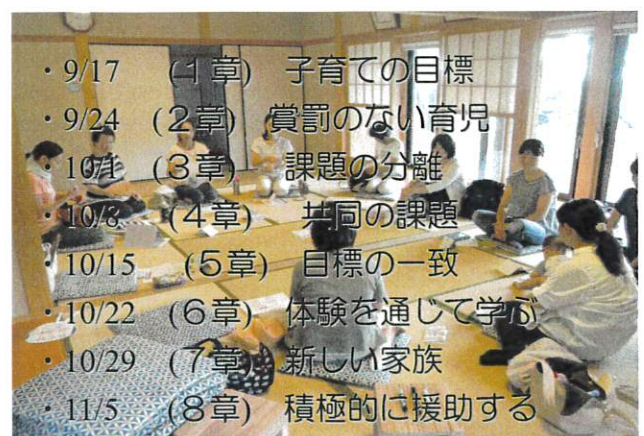 ・9/17 (1章) 子育ての目標
・9/24 (2章) 賞罰のない育児
・10/1 (3章) 課題の分離
・10/8 (4章) 共同の課題
・10/15 (5章) 目標の一致
・10/22 (6章) 体験を通じて学ぶ
・10/29 (7章) 新しい家族
・11/5 (8章) 積極的に援助する